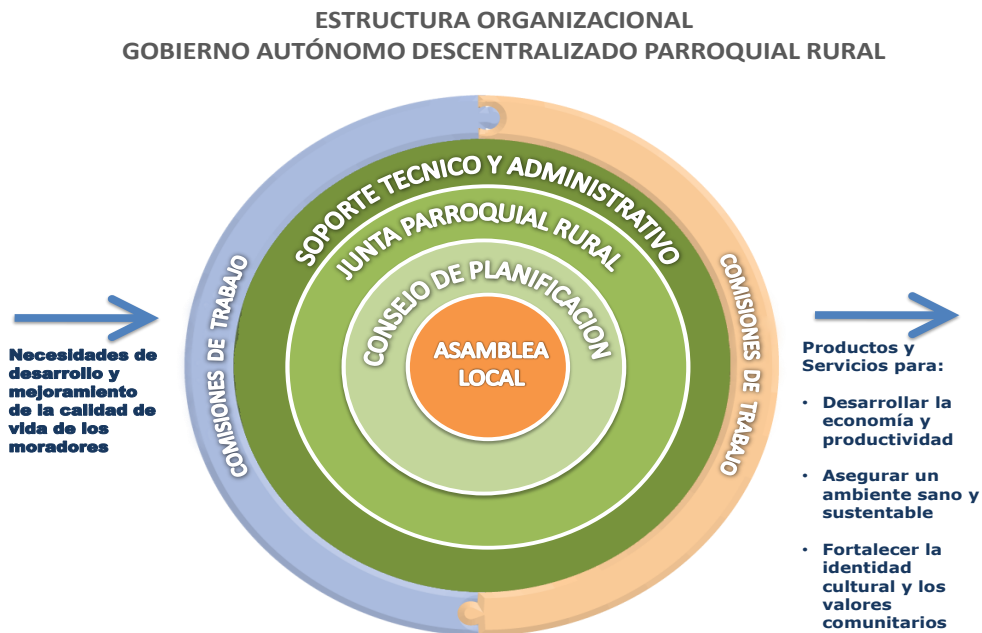 ESTRUCTURA ORGANIZACIONAL
GOBIERNO AUTÓNOMO DESCENTRALIZADO PARROQUIAL RURAL
SOPORTE TECNICO Y ADMINISTRATIVO
JUNTA PARROQUIAL RURAL
CONSEJO DE PLANIFICACION
ASAMBLEA
LOCAL
COMISIONES DE TRABAJO
COMISIONES DE TRABAJO
Necesidades de
desarrollo y
mejoramiento
de la calidad de
vida de los
moradores
Productos y
Servicios para:
• Desarrollar la
economía y
productividad
• Asegurar un
ambiente sano y
sustentable
• Fortalecer la
identidad
cultural y los
valores
comunitarios